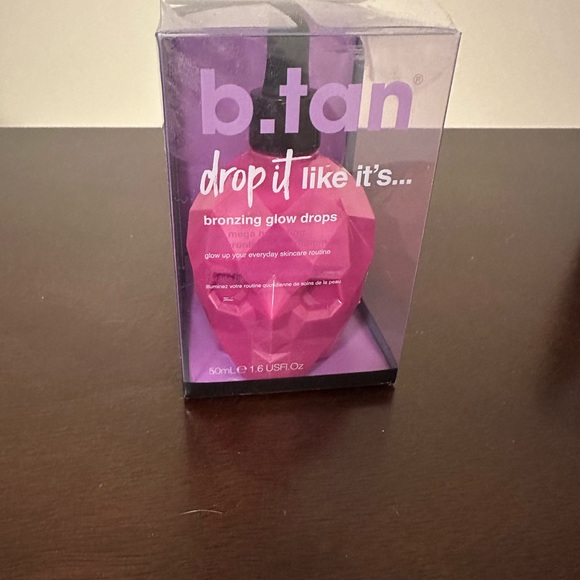 b.tan®
drop it like it's...
bronzing glow drops
mega
glow up your everyday skincare routine
illuminez votre routine quotidienne de soins de la peau
50mL℮ 1.6 USFl.Oz